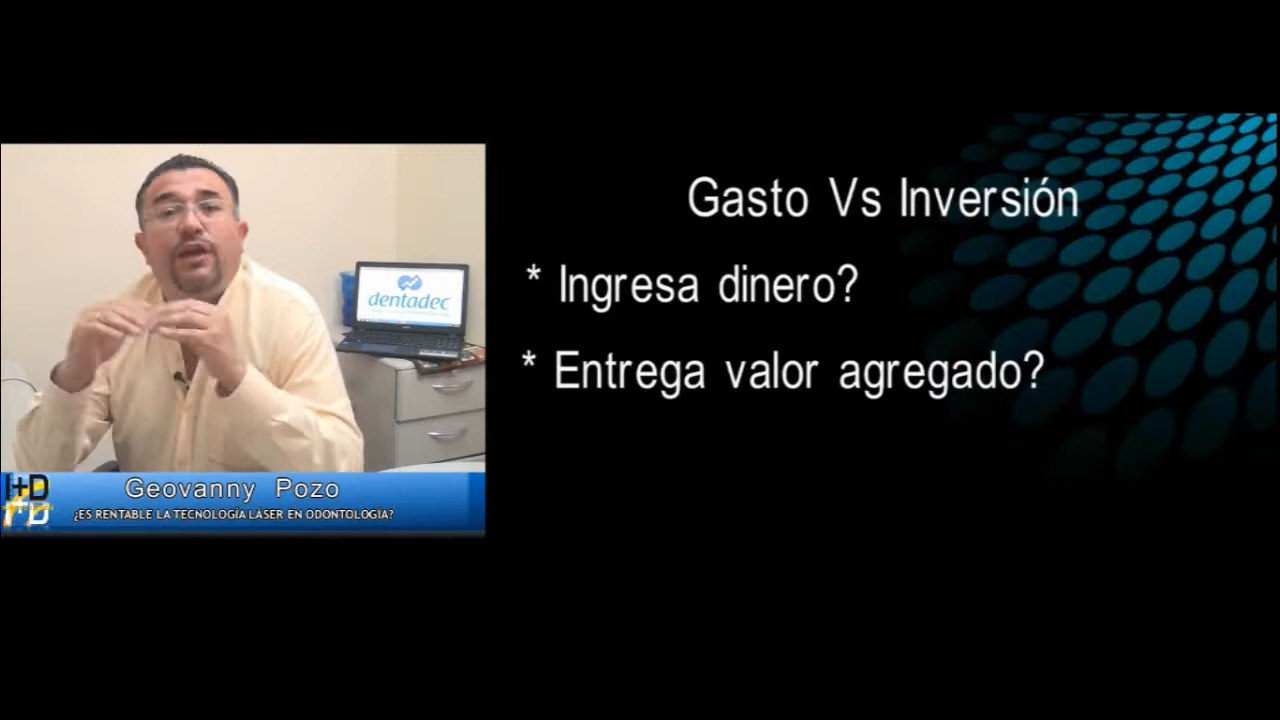 Gasto Vs Inversión
* Ingresa dinero?
* Entrega valor agregado?
dentadec
I+D
Geovanny Pozo
¿ES RENTABLE LA TECNOLOGÍA LÁSER EN ODONTOLOGÍA?